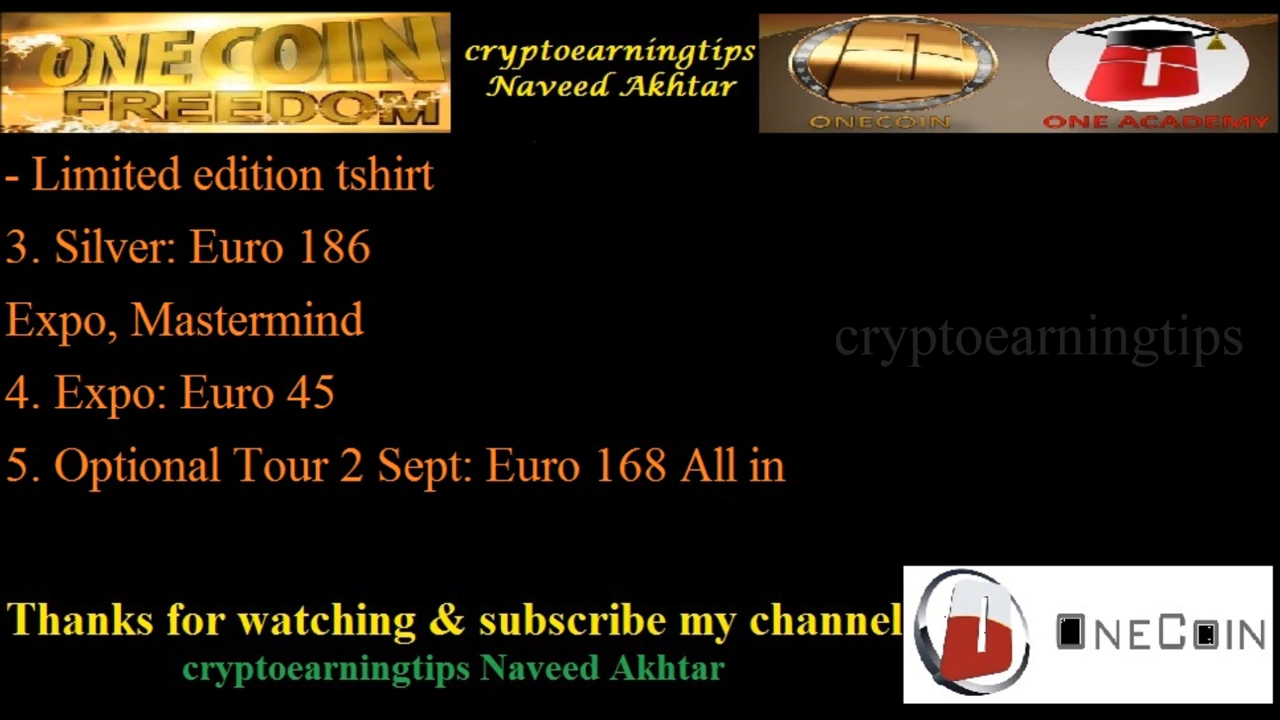 ONE COIN
FREEDOM
cryptoearningtips
Naveed Akhtar
ONECOIN
ONE ACADEMY
- Limited edition tshirt
3. Silver: Euro 186
Expo, Mastermind
cryptoearningtips
4. Expo: Euro 45
5. Optional Tour 2 Sept: Euro 168 All in
Thanks for watching & subscribe my channel
cryptoearningtips Naveed Akhtar
ONECOIN